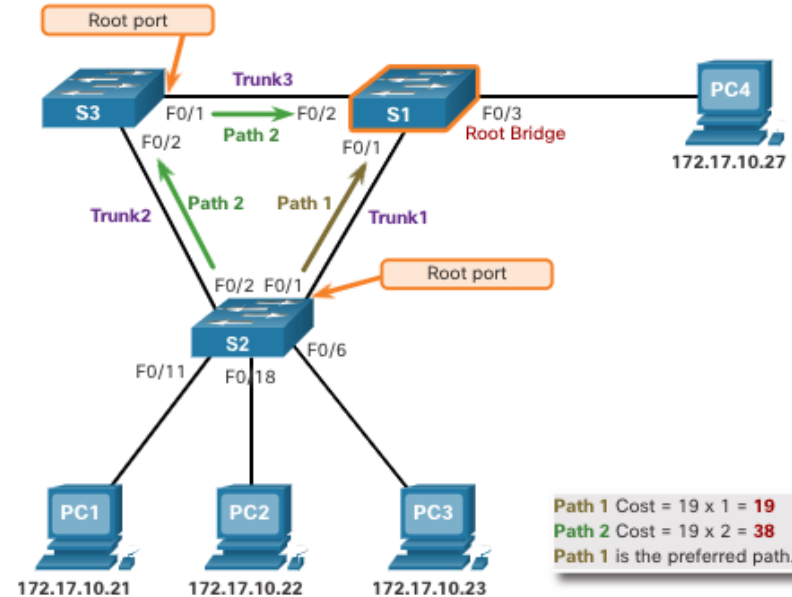 Root port
Trunk3
S3
F0/1
F0/2
S1
F0/3
PC4
Path 2
Root Bridge
F0/2
F0/1
172.17.10.27
Path 2
Path 1
Trunk2
Trunk1
Root port
F0/2 F0/1
S2
F0/6
F0/11
F0/18
PC1
PC2
PC3
Path 1 Cost = 19 x 1 = 19
Path 2 Cost = 19 x 2 = 38
Path 1 is the preferred path.
172.17.10.21
172.17.10.22
172.17.10.23